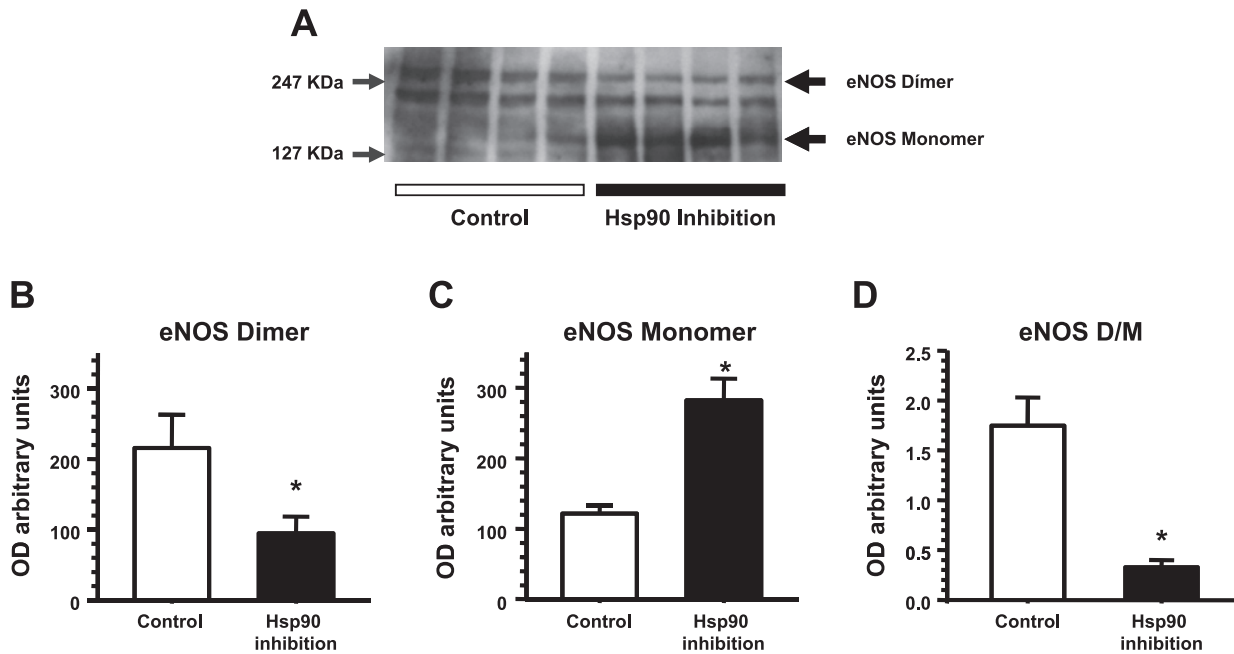 A
247 KDa
eNOS Dímer
eNOS Monomer
127 KDa
Control
Hsp90 Inhibition
B
eNOS Dimer
OD arbitrary units
300
200
100
0
*
Control
Hsp90
inhibition
C
eNOS Monomer
OD arbitrary units
300
200
100
0
*
Control
Hsp90
inhibition
D
eNOS D/M
OD arbitrary units
2.5
2.0
1.5
1.0
0.5
0.0
*
Control
Hsp90
inhibition